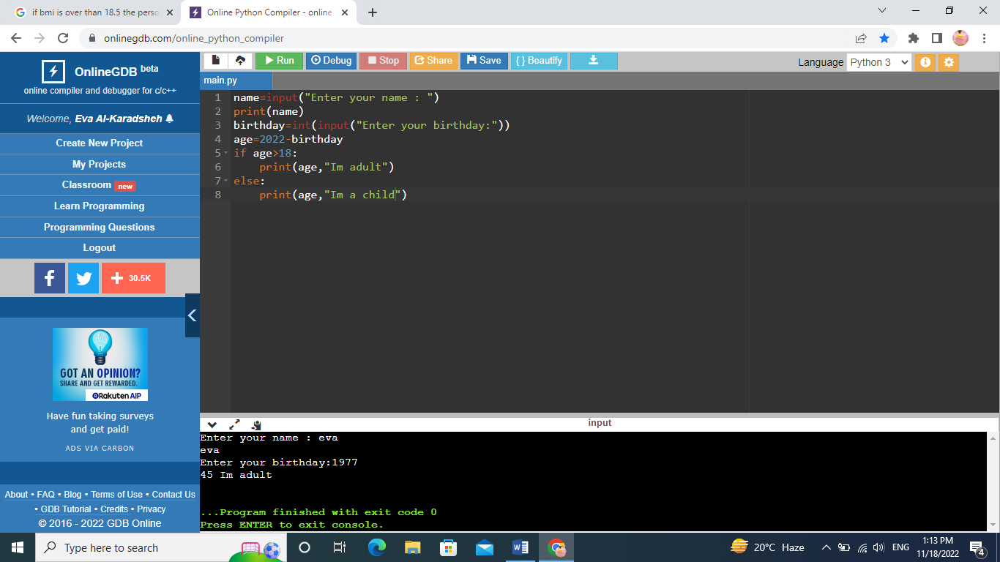 if bmi is over than 18.5 the perso
Online Python Compiler - online
onlinegdb.com/online_python_compiler
OnlineGDB beta
online compiler and debugger for c/c++
Welcome, Eva Al-Karadsheh
Create New Project
My Projects
Classroom new
Learn Programming
Programming Questions
Logout
30.5K
GOT AN OPINION?
SHARE AND GET REWARDED.
Rakuten AIP
Have fun taking surveys
and get paid!
ADS VIA CARBON
About • FAQ • Blog • Terms of Use • Contact Us
• GDB Tutorial • Credits • Privacy
© 2016 - 2022 GDB Online
Run Debug Stop Share Save { } Beautify
Language Python 3
main.py
1 name=input("Enter your name : ")
2 print(name)
3 birthday=int(input("Enter your birthday:"))
4 age=2022-birthday
5 if age>18:
6     print(age,"Im adult")
7 else:
8     print(age,"Im a child")
input
Enter your name : eva
eva
Enter your birthday:1977
45 Im adult
...Program finished with exit code 0
Press ENTER to exit console.
Type here to search
20°C Haze
ENG
1:13 PM
11/18/2022
4